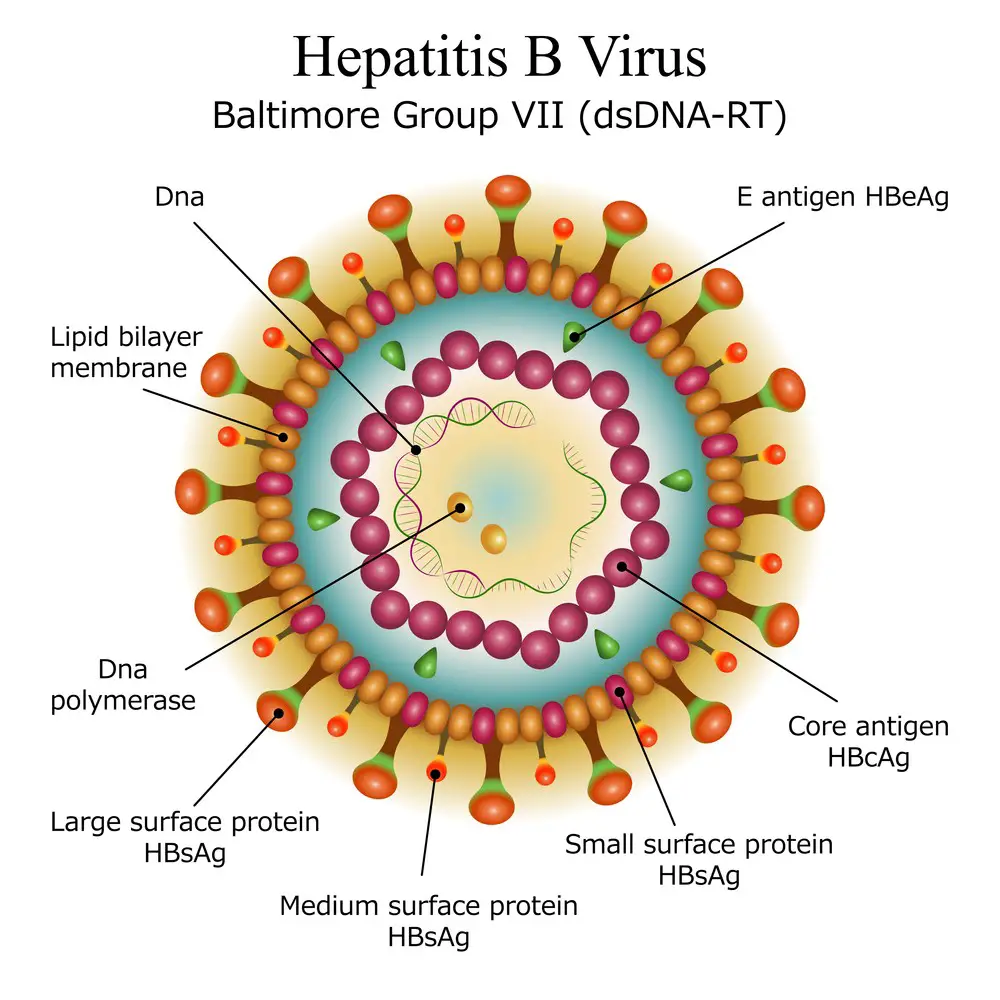 Hepatitis B Virus
Baltimore Group VII (dsDNA-RT)
Dna
E antigen HBeAg
Lipid bilayer
membrane
Dna
polymerase
Core antigen
HBcAg
Large surface protein
HBsAg
Small surface protein
HBsAg
Medium surface protein
HBsAg